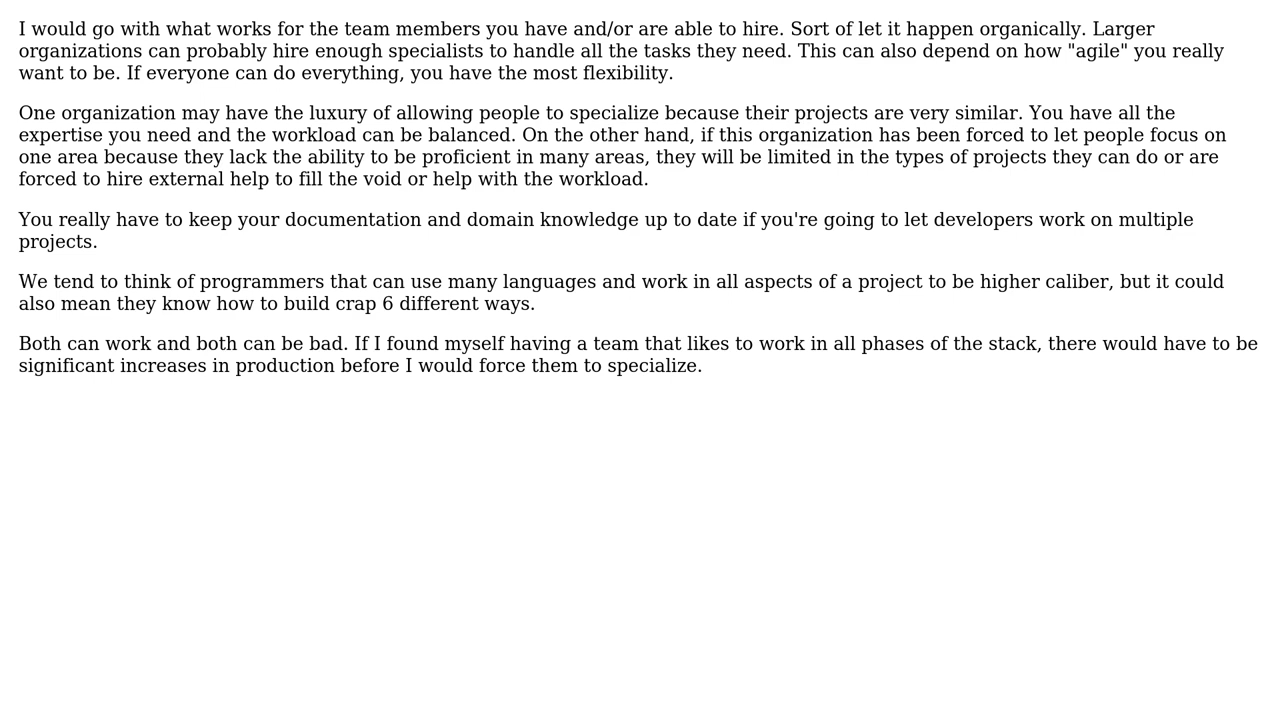 I would go with what works for the team members you have and/or are able to hire. Sort of let it happen organically. Larger
organizations can probably hire enough specialists to handle all the tasks they need. This can also depend on how "agile" you really
want to be. If everyone can do everything, you have the most flexibility.
One organization may have the luxury of allowing people to specialize because their projects are very similar. You have all the
expertise you need and the workload can be balanced. On the other hand, if this organization has been forced to let people focus on
one area because they lack the ability to be proficient in many areas, they will be limited in the types of projects they can do or are
forced to hire external help to fill the void or help with the workload.
You really have to keep your documentation and domain knowledge up to date if you're going to let developers work on multiple
projects.
We tend to think of programmers that can use many languages and work in all aspects of a project to be higher caliber, but it could
also mean they know how to build crap 6 different ways.
Both can work and both can be bad. If I found myself having a team that likes to work in all phases of the stack, there would have to be
significant increases in production before I would force them to specialize.